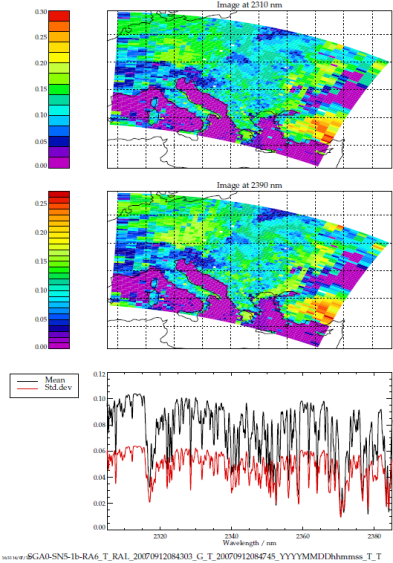 Image at 2310 nm
0.30
0.25
0.20
0.15
0.10
0.05
0.00
Image at 2390 nm
0.25
0.20
0.15
0.10
0.05
0.00
Mean
Std.dev
0.12
0.10
0.08
0.06
0.04
0.02
0.00
2320 2340 2360 2380
Wavelength / nm
SGA0-SNS-1b-RA6_T_RAL_20070912084303_G_T_20070912084745_YYYYMMDDhhmmss_T_T